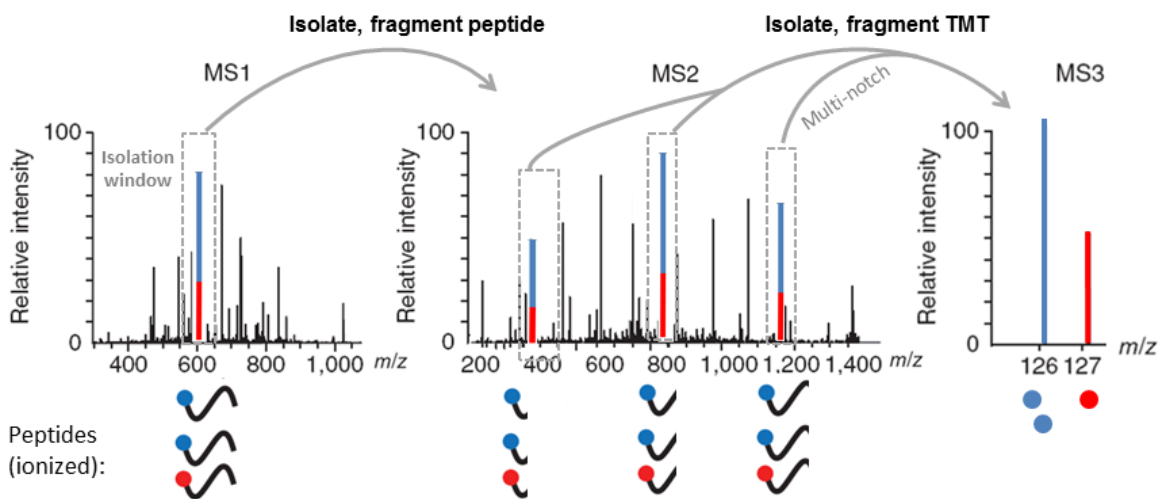 Isolate, fragment peptide
Isolate, fragment TMT
MS1
MS2
MS3
Multi-notch
100
Isolation
window
Relative intensity
0
400 600 800 1,000 m/z
100
Relative intensity
0
200 400 600 800 1,000 1,200 1,400 m/z
100
Relative intensity
0
126 127 m/z
Peptides
(ionized):